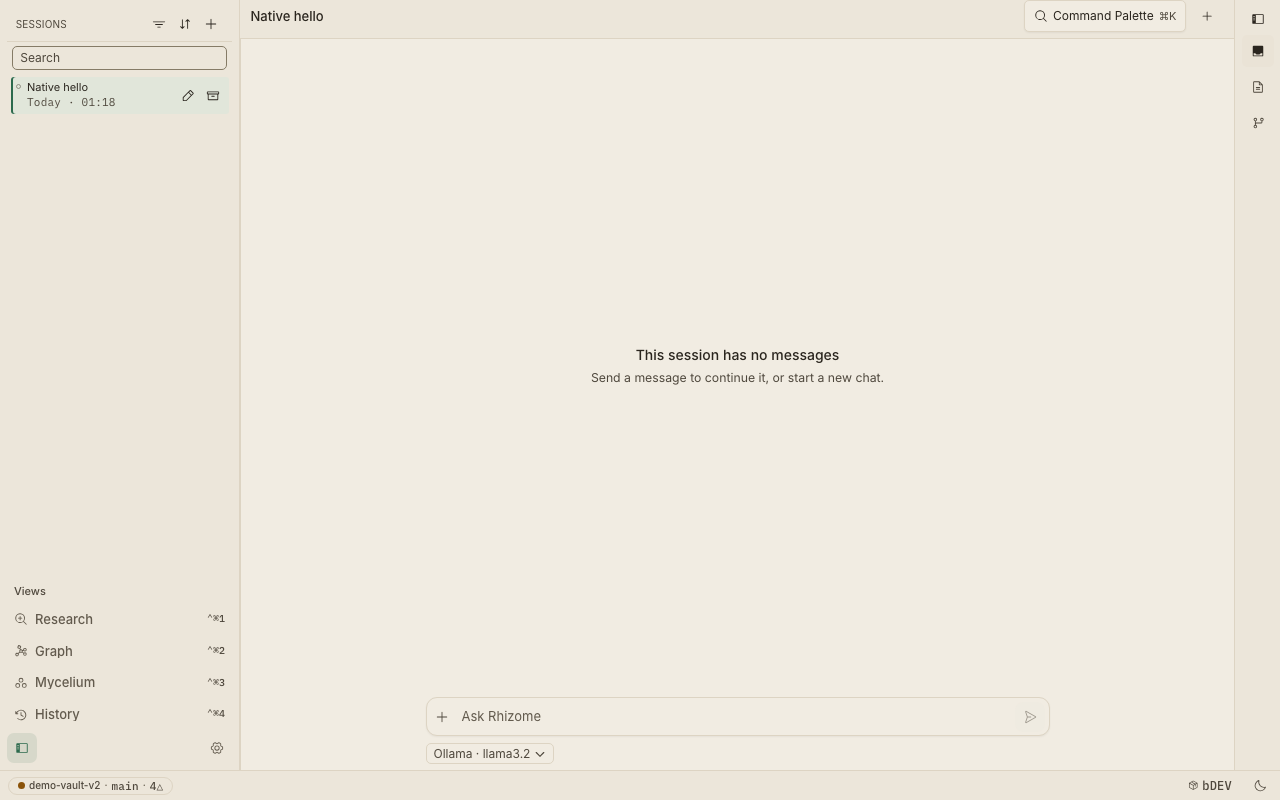 SESSIONS
Search
Native hello
Today · 01:18
Views
Research ⌃⌘1
Graph ⌃⌘2
Mycelium ⌃⌘3
History ⌃⌘4
Native hello
Command Palette ⌘K
This session has no messages
Send a message to continue it, or start a new chat.
Ask Rhizome
Ollama · llama3.2
demo-vault-v2 · main · 4△
bDEV